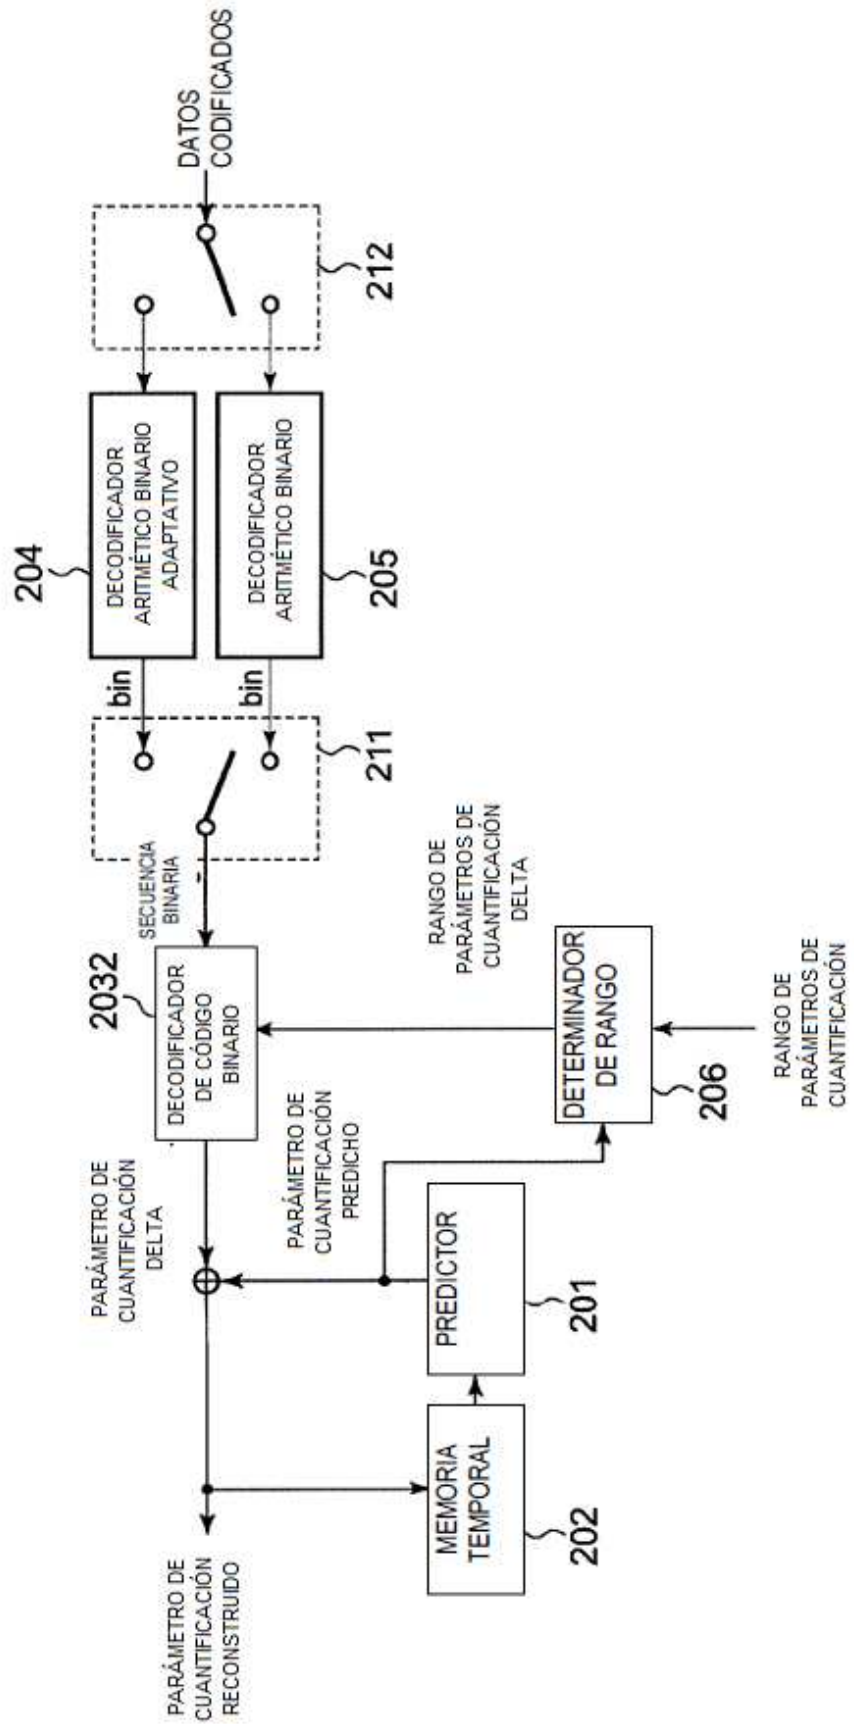 DATOS
CODIFICADOS
212
204
DECODIFICADOR
ARITMÉTICO BINARIO
ADAPTATIVO
DECODIFICADOR
ARITMÉTICO BINARIO
205
bin
bin
211
SECUENCIA
BINARIA
2032
DECODIFICADOR
DE CÓDIGO
BINARIO
RANGO DE
PARÁMETROS DE
CUANTIFICACIÓN
DELTA
DETERMINADOR
DE RANGO
206
RANGO DE
PARÁMETROS DE
CUANTIFICACIÓN
PARÁMETRO DE
CUANTIFICACIÓN
DELTA
PARÁMETRO DE
CUANTIFICACIÓN
PREDICHO
PREDICTOR
201
MEMORIA
TEMPORAL
202
PARÁMETRO DE
CUANTIFICACIÓN
RECONSTRUIDO